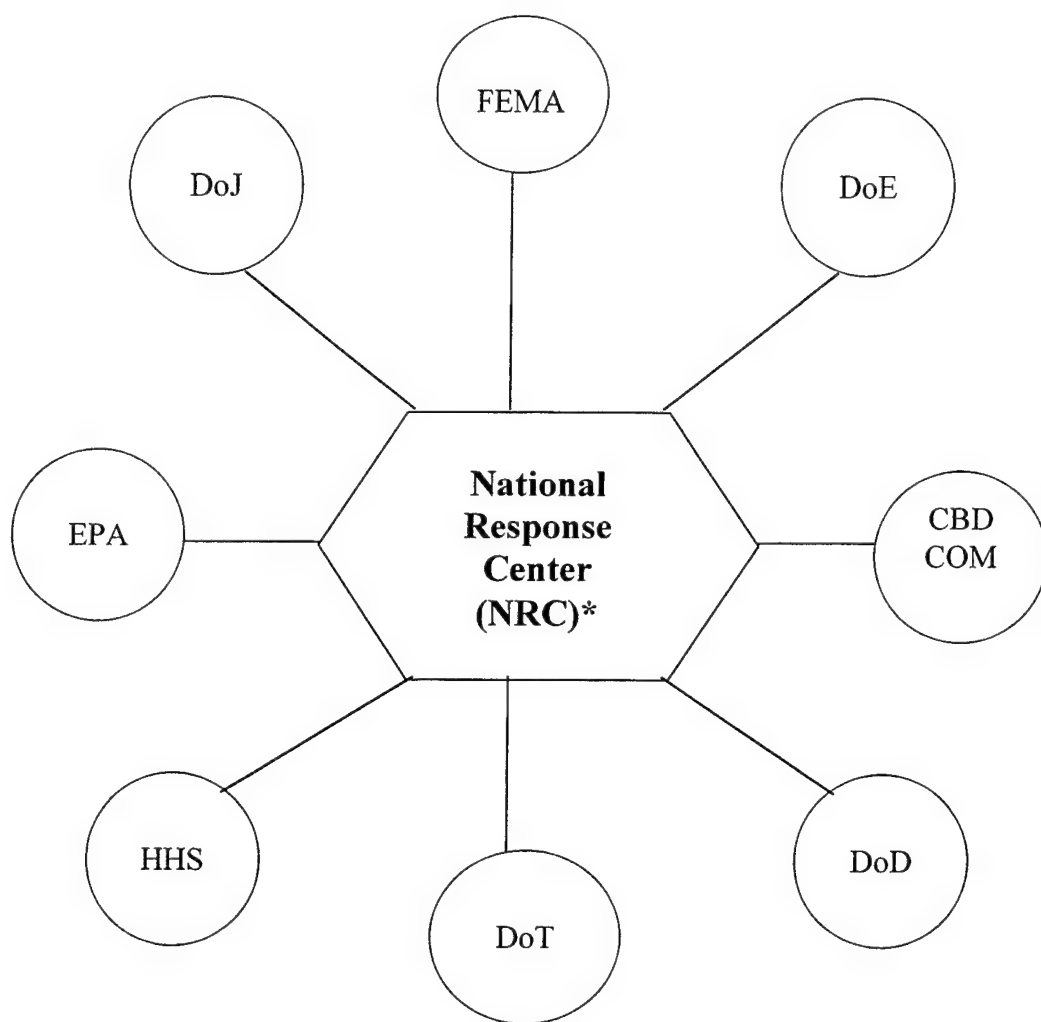 FEMA
DoJ
DoE
National
Response
Center
(NRC)*
EPA
CBD
COM
HHS
DoD
DoT